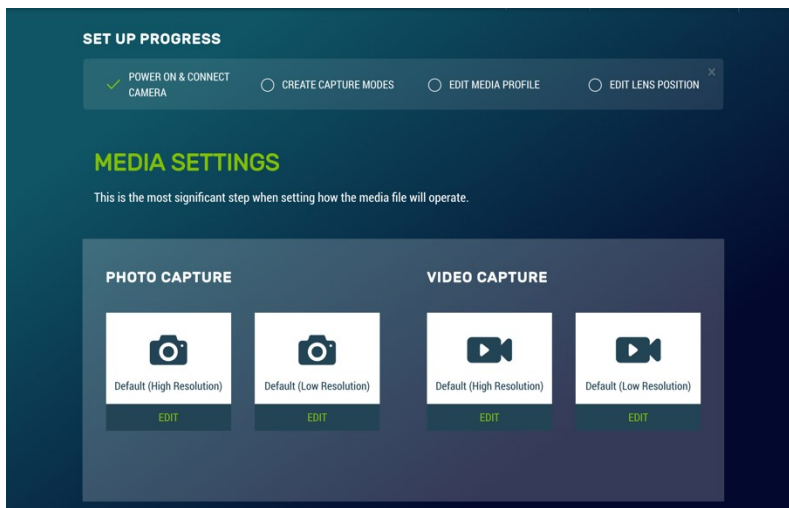 SET UP PROGRESS
POWER ON & CONNECT
CAMERA
CREATE CAPTURE MODES
EDIT MEDIA PROFILE
EDIT LENS POSITION
X
MEDIA SETTINGS
This is the most significant step when setting how the media file will operate.
PHOTO CAPTURE
VIDEO CAPTURE
Default (High Resolution)
Default (Low Resolution)
Default (High Resolution)
Default (Low Resolution)
EDIT
EDIT
EDIT
EDIT